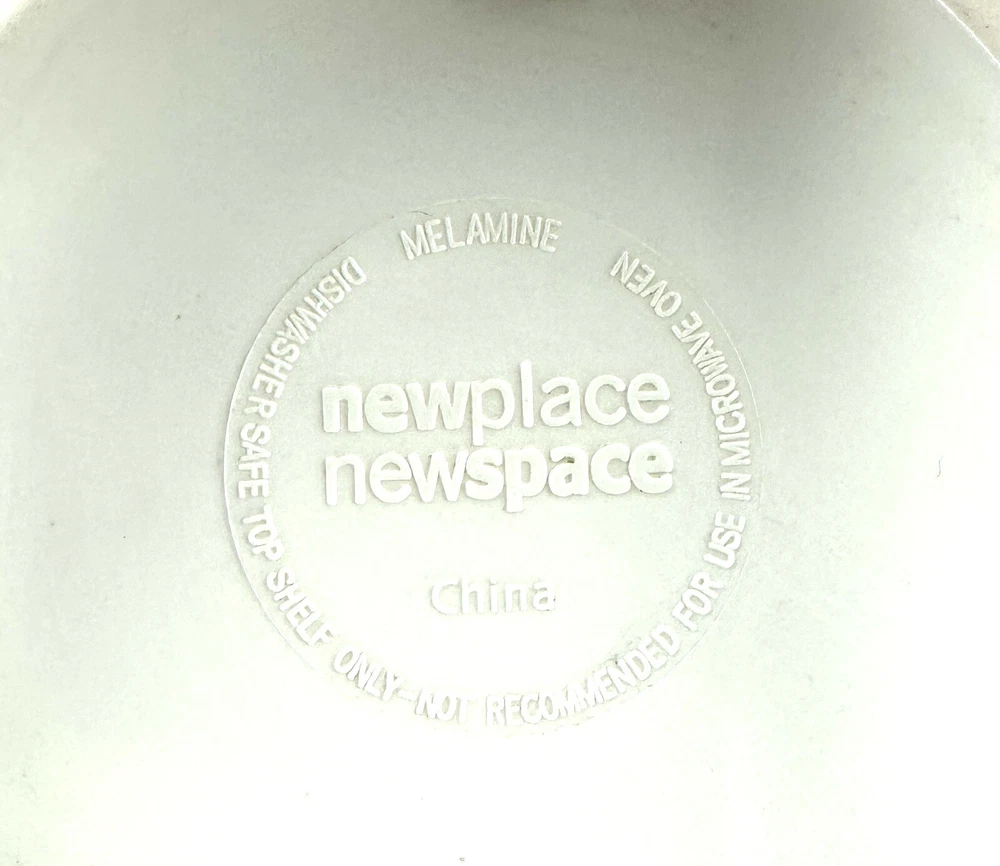 MELAMINE
DISHWASHER SAFE TOP SHELF ONLY-NOT RECOMMENDED FOR USE IN MICROWAVE OVEN
newplace
newspace
China